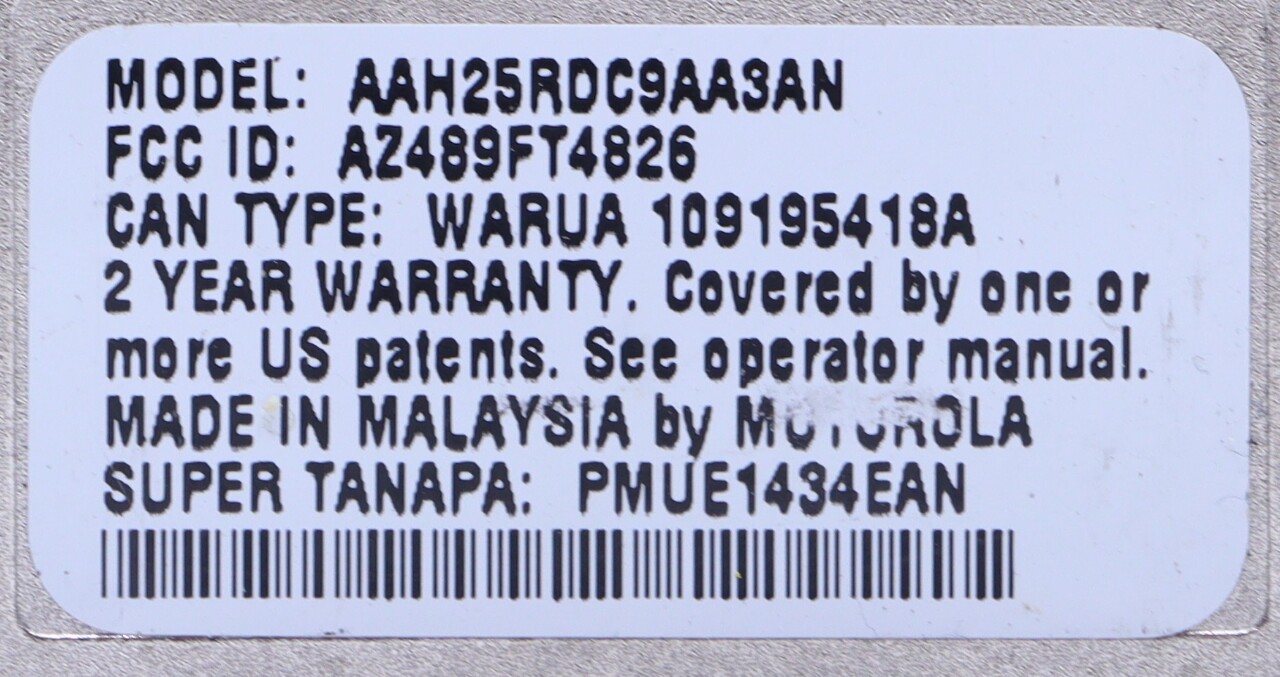 MODEL: AAH25RDC9AA3AN
FCC ID: AZ489FT4826
CAN TYPE: WARUA 109195418A
2 YEAR WARRANTY. Covered by one or
more US patents. See operator manual.
MADE IN MALAYSIA by MOTOROLA
SUPER TANAPA: PMUE1434EAN